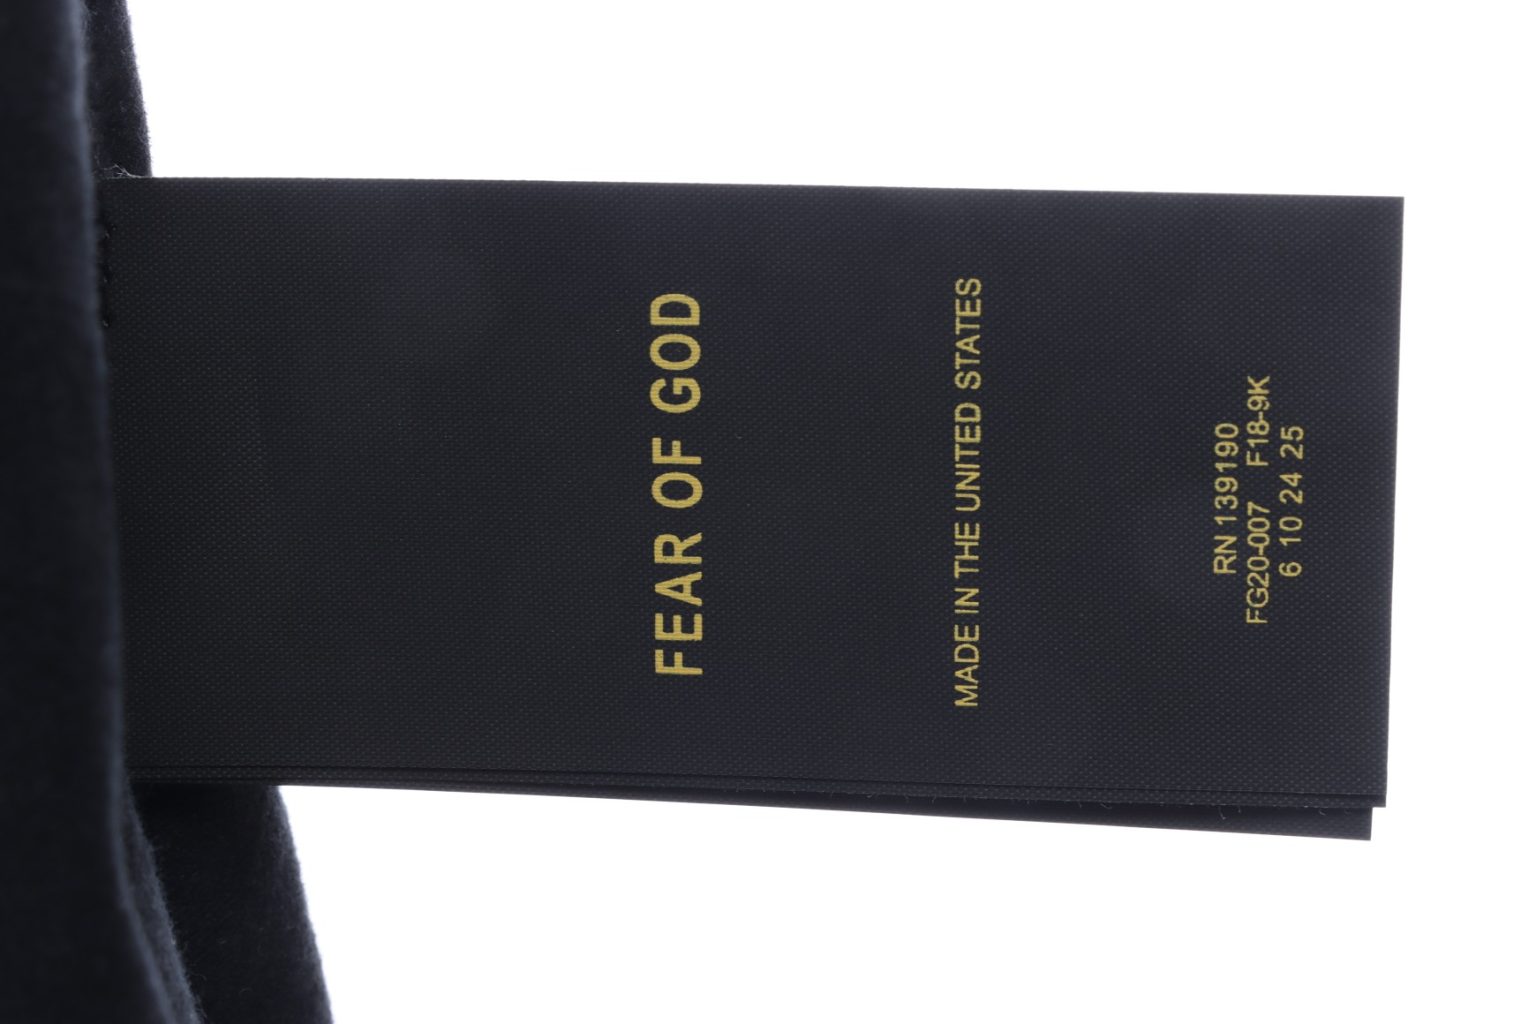 FEAR OF GOD
MADE IN THE UNITED STATES
RN 139190
FG20-007 F18-9K
6 10 24 25